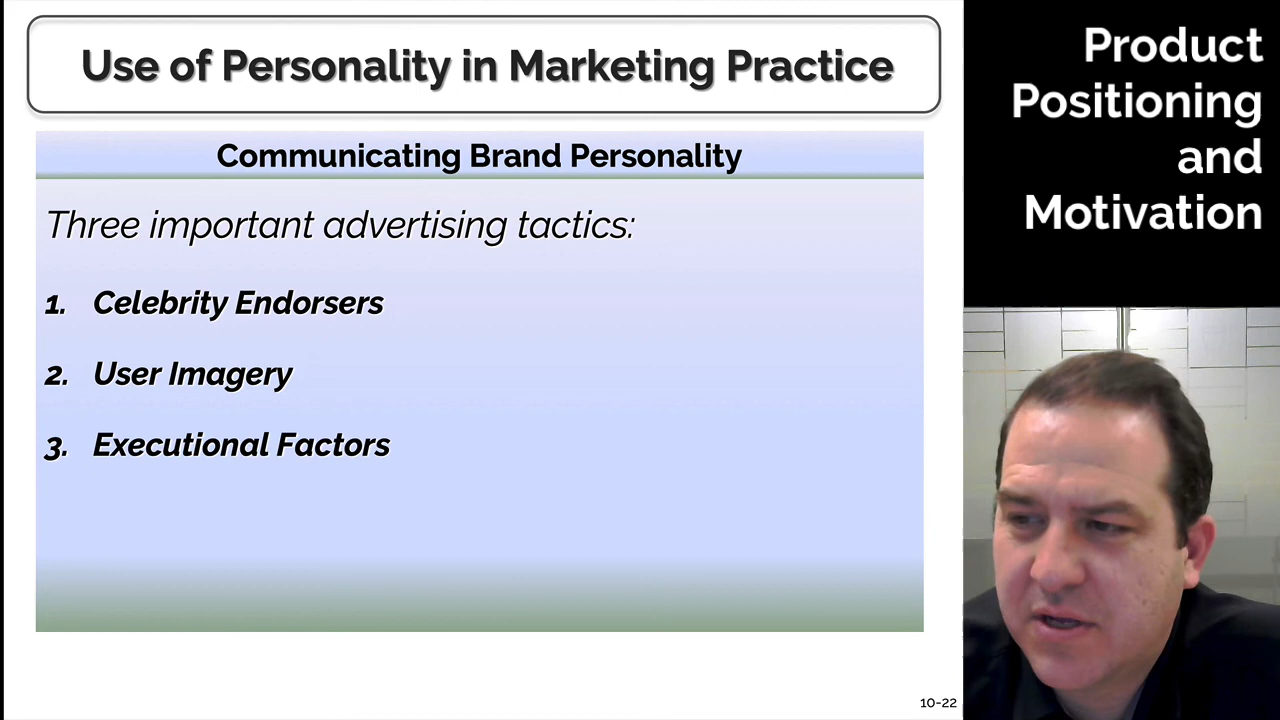 Use of Personality in Marketing Practice
Communicating Brand Personality
Three important advertising tactics:
1. Celebrity Endorsers
2. User Imagery
3. Executional Factors
10-22
Product
Positioning
and
Motivation